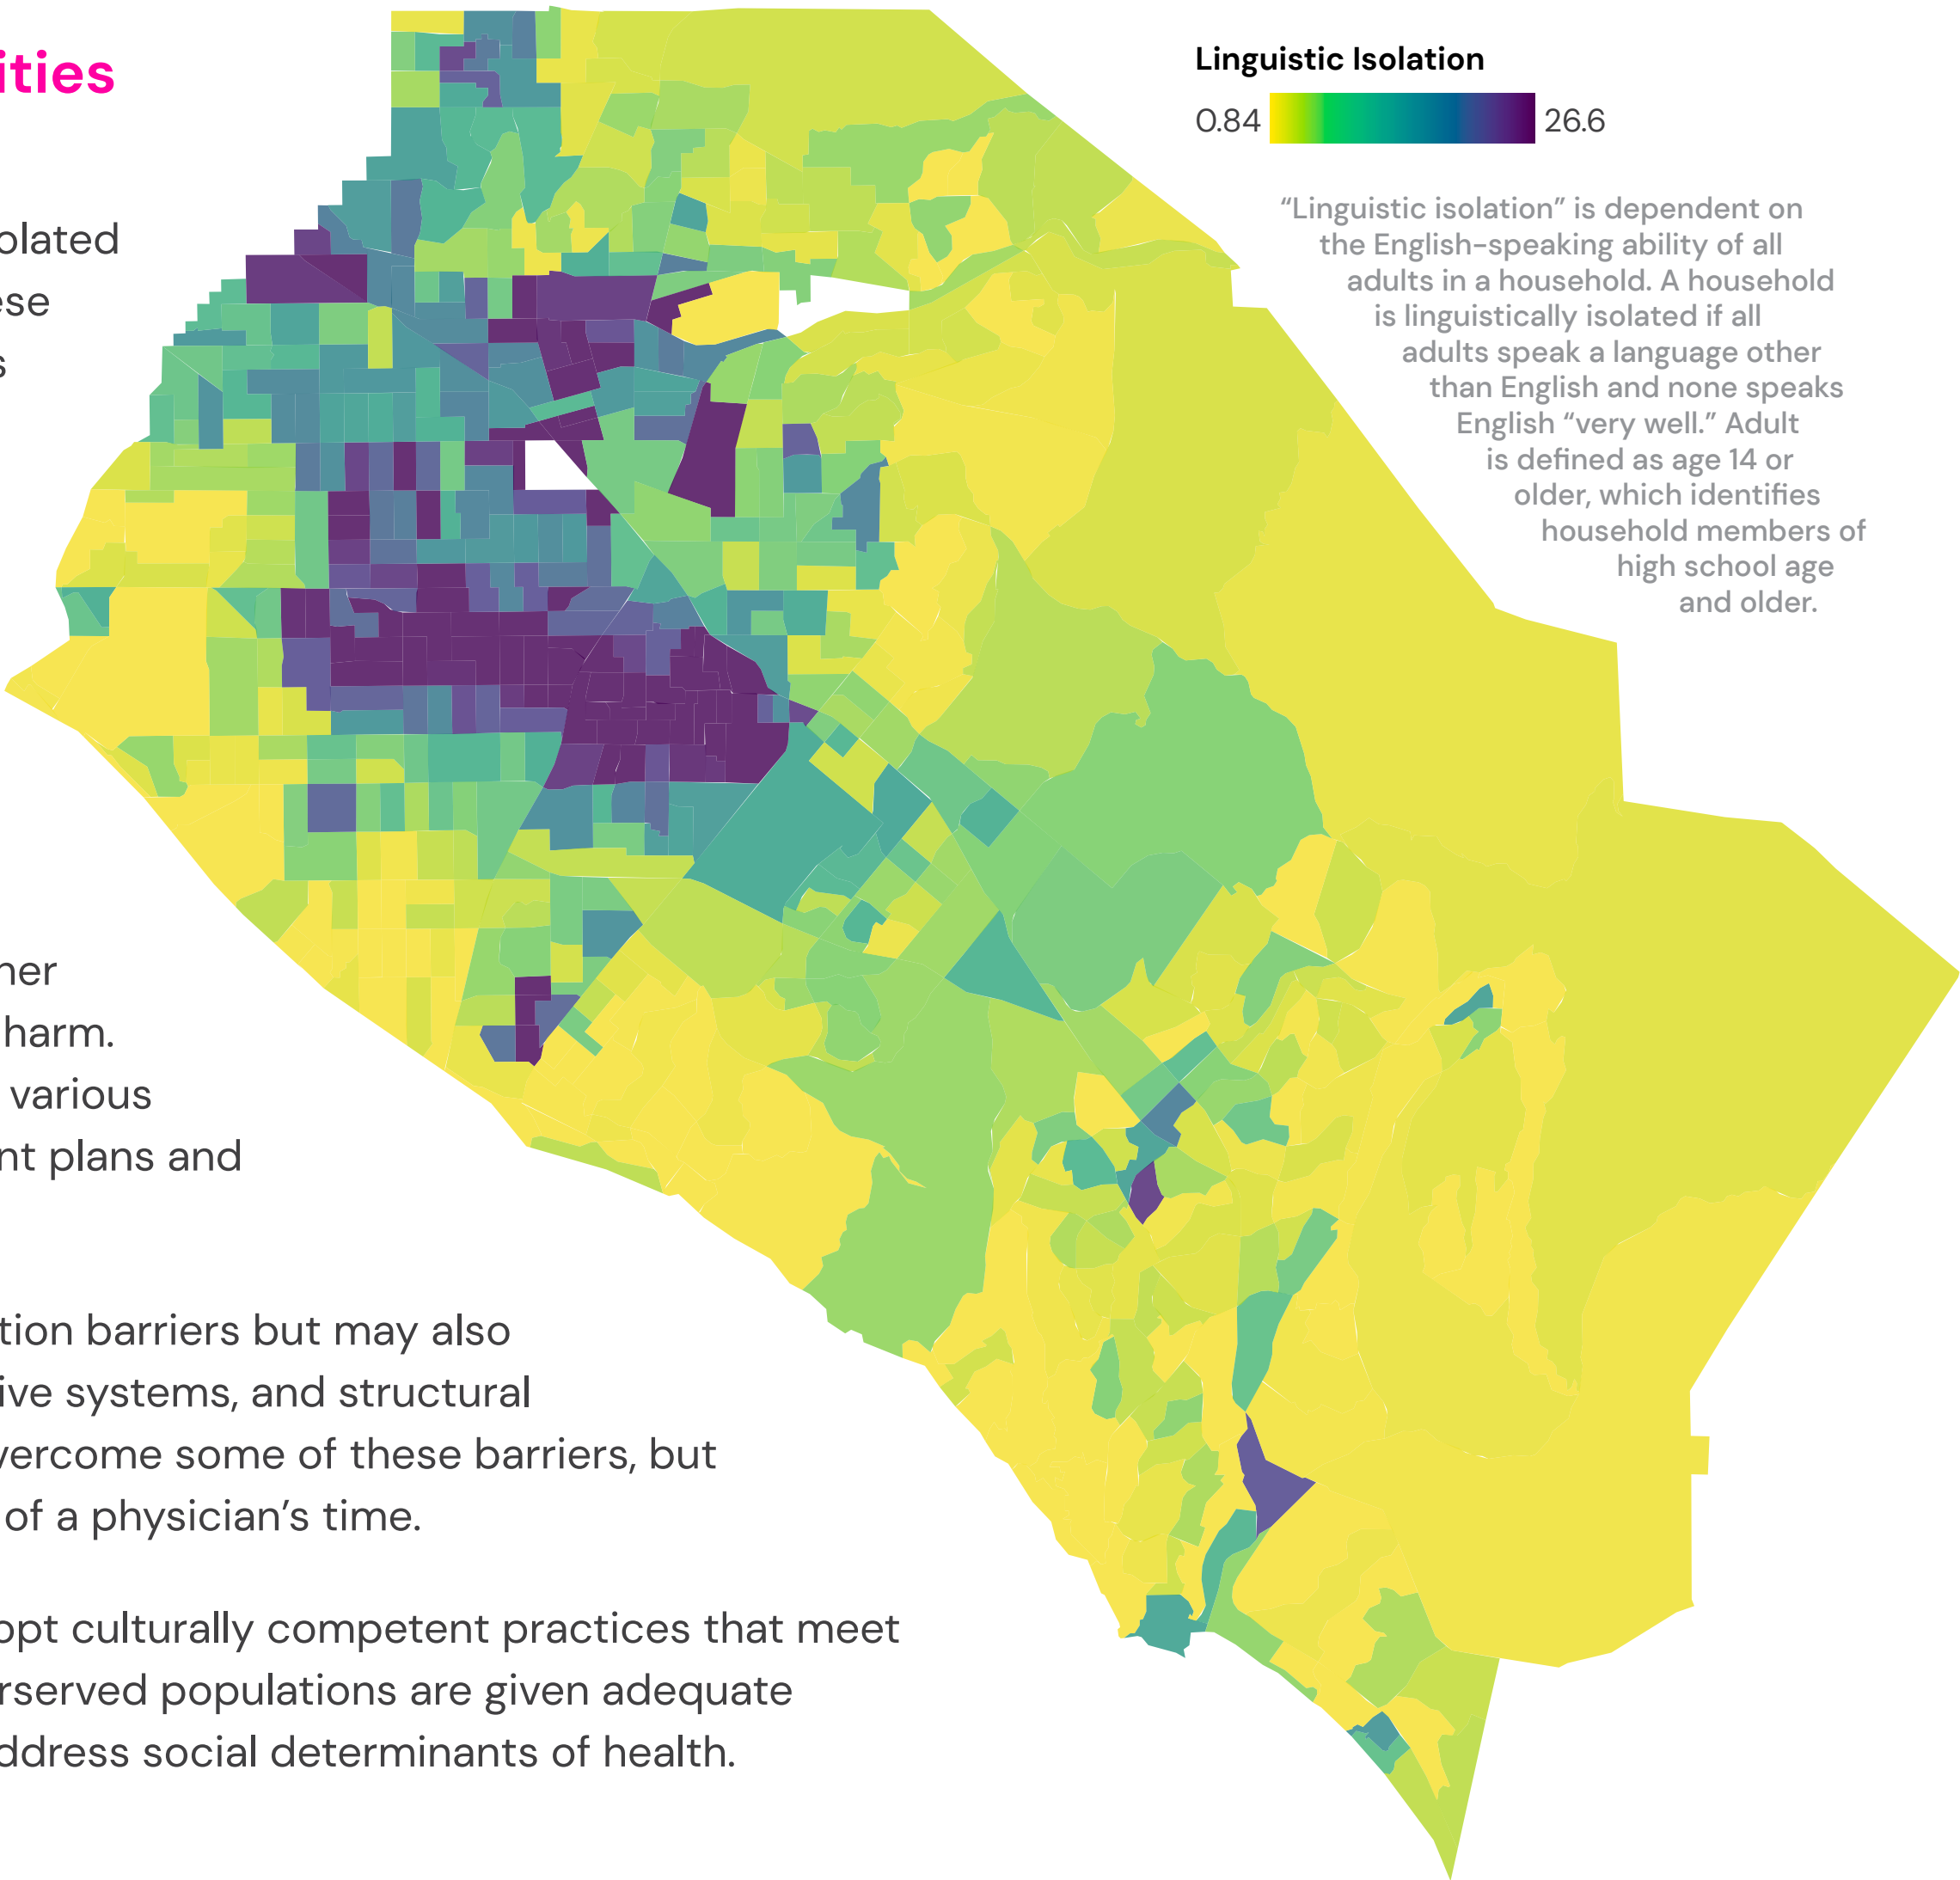 ities
Linguistic Isolation
0.84
26.6
“Linguistic isolation” is dependent on
the English-speaking ability of all
adults in a household. A household
is linguistically isolated if all
adults speak a language other
than English and none speaks
English “very well.” Adult
is defined as age 14 or
older, which identifies
household members of
high school age
and older.
olated
ese
s
her
harm.
various
nt plans and
tion barriers but may also
ive systems, and structural
vercome some of these barriers, but
of a physician’s time.
opt culturally competent practices that meet
rserved populations are given adequate
ddress social determinants of health.